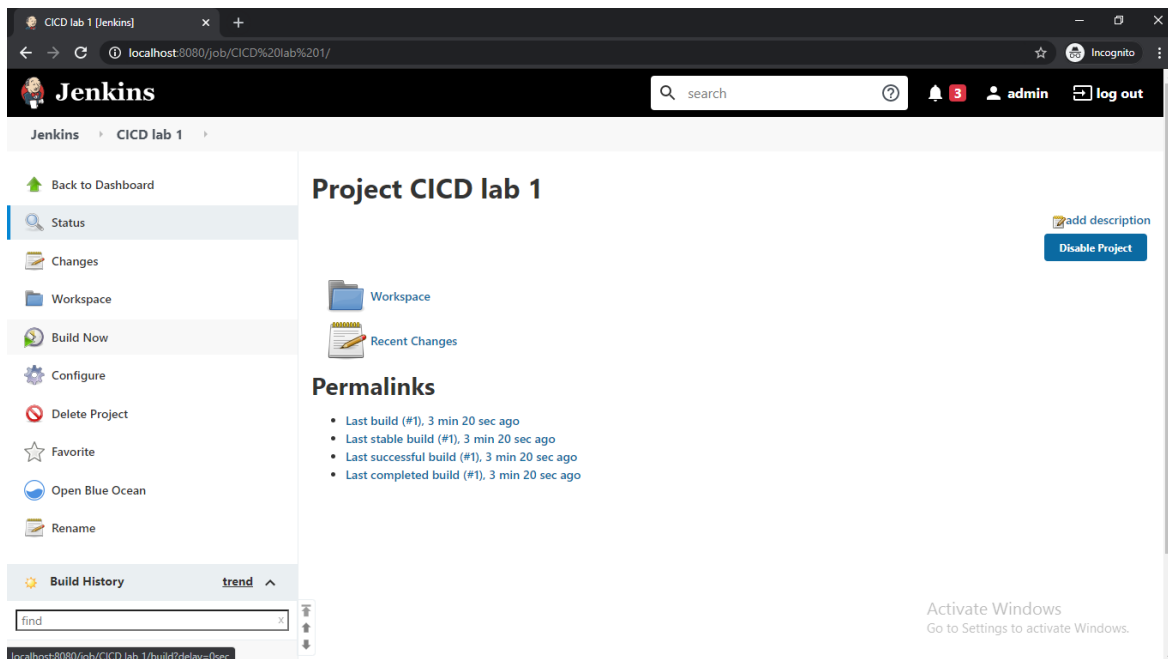 CICD lab 1 [Jenkins]
localhost:8080/job/CICD%20lab%201/
Incognito
Jenkins
search
3
admin
log out
Jenkins
CICD lab 1
Back to Dashboard
Status
Changes
Workspace
Build Now
Configure
Delete Project
Favorite
Open Blue Ocean
Rename
Build History
trend
find
x
localhost:8080/job/CICD lab 1/build?delay=0sec
Project CICD lab 1
add description
Disable Project
Workspace
Recent Changes
Permalinks
Last build (#1), 3 min 20 sec ago
Last stable build (#1), 3 min 20 sec ago
Last successful build (#1), 3 min 20 sec ago
Last completed build (#1), 3 min 20 sec ago
Activate Windows
Go to Settings to activate Windows.